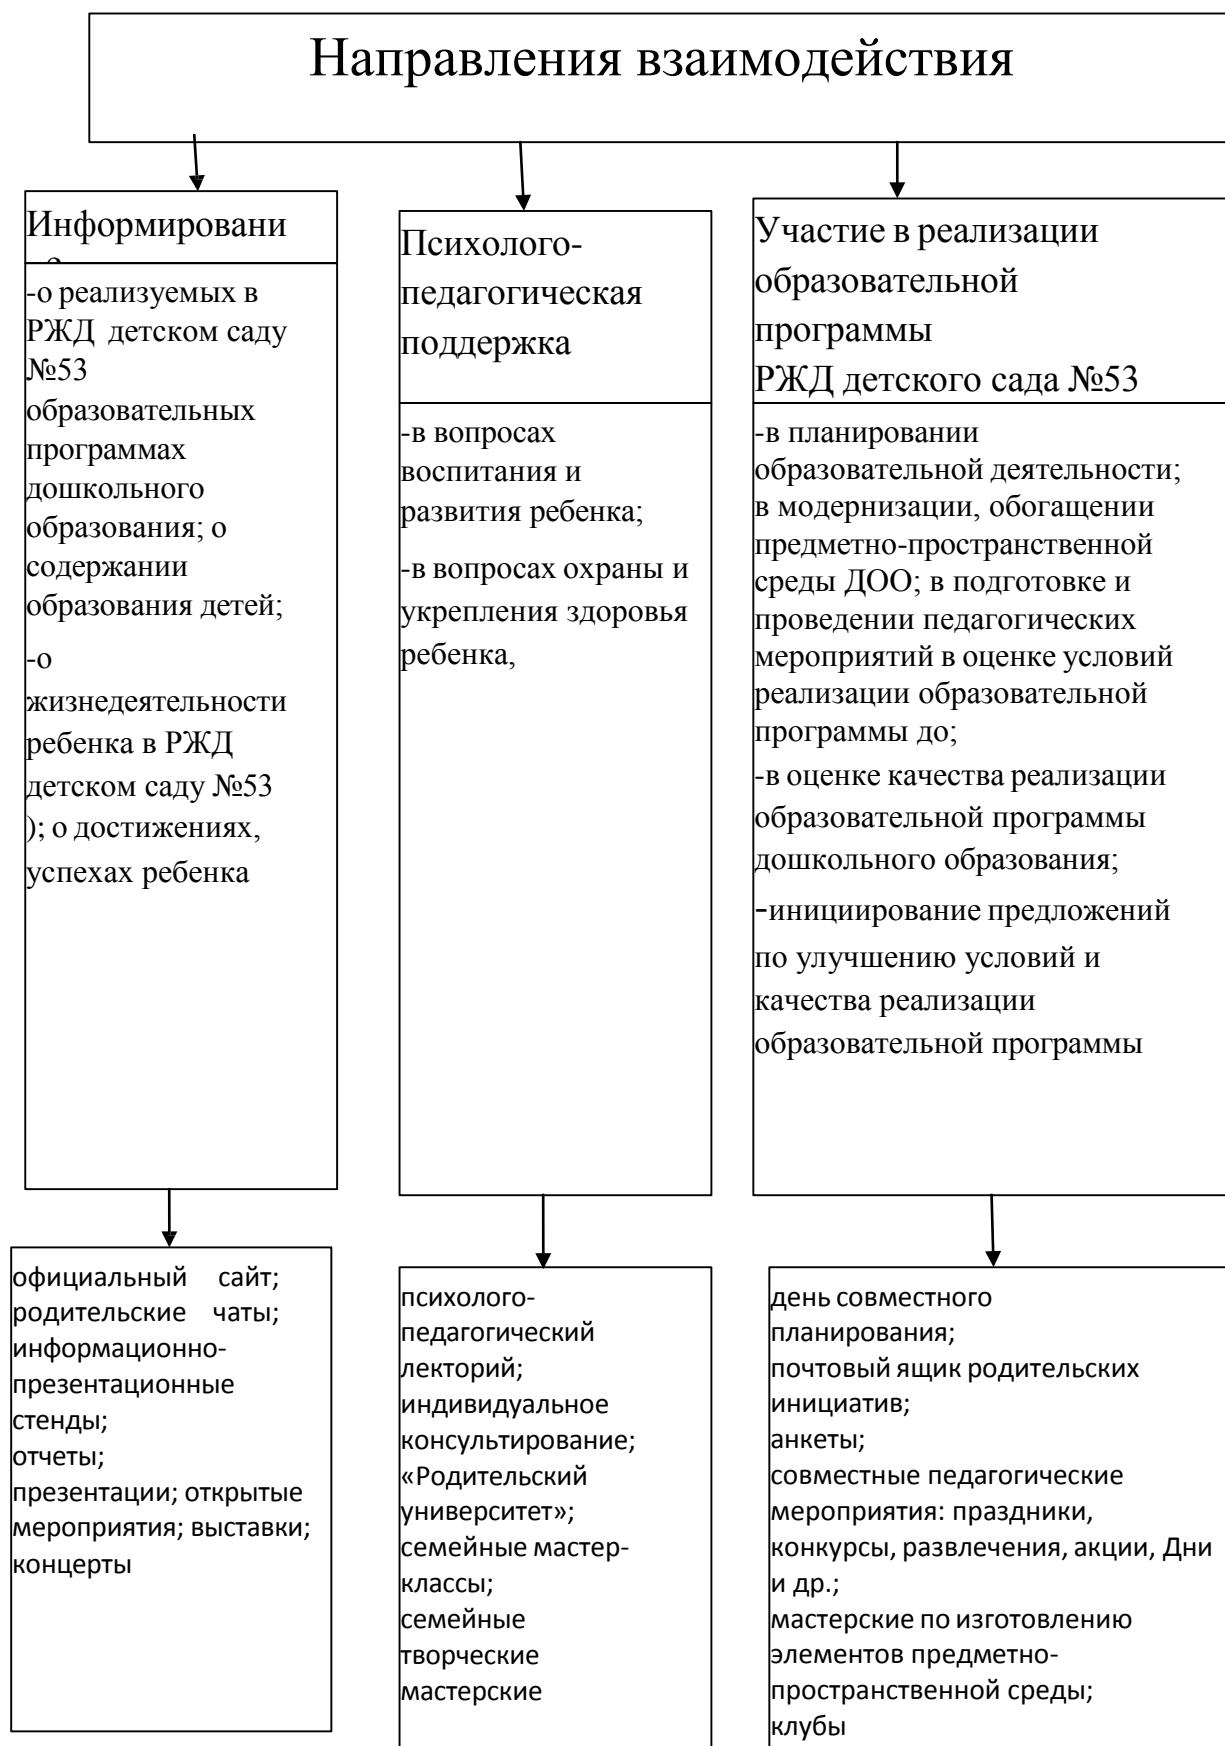 Направления взаимодействия
Информировани
-о реализуемых в
РЖД детском саду
№53
образовательных
программах
дошкольного
образования; о
содержании
образования детей;
-о
жизнедеятельности
ребенка в РЖД
детском саду №53
); о достижениях,
успехах ребенка
официальный сайт;
родительские чаты;
информационно-
презентационные
стенды;
отчеты;
презентации; открытые
мероприятия; выставки;
концерты
Психолого-
педагогическая
поддержка
-в вопросах
воспитания и
развития ребенка;
-в вопросах охраны и
укрепления здоровья
ребенка,
психолого-
педагогический
лекторий;
индивидуальное
консультирование;
«Родительский
университет»;
семейные мастер-
классы;
семейные
творческие
мастерские
Участие в реализации
образовательной
программы
РЖД детского сада №53
-в планировании
образовательной деятельности;
в модернизации, обогащении
предметно-пространственной
среды ДОО; в подготовке и
проведении педагогических
мероприятий в оценке условий
реализации образовательной
программы до;
-в оценке качества реализации
образовательной программы
дошкольного образования;
-инициирование предложений
по улучшению условий и
качества реализации
образовательной программы
день совместного
планирования;
почтовый ящик родительских
инициатив;
анкеты;
совместные педагогические
мероприятия: праздники,
конкурсы, развлечения, акции, Дни
и др.;
мастерские по изготовлению
элементов предметно-
пространственной среды;
клубы